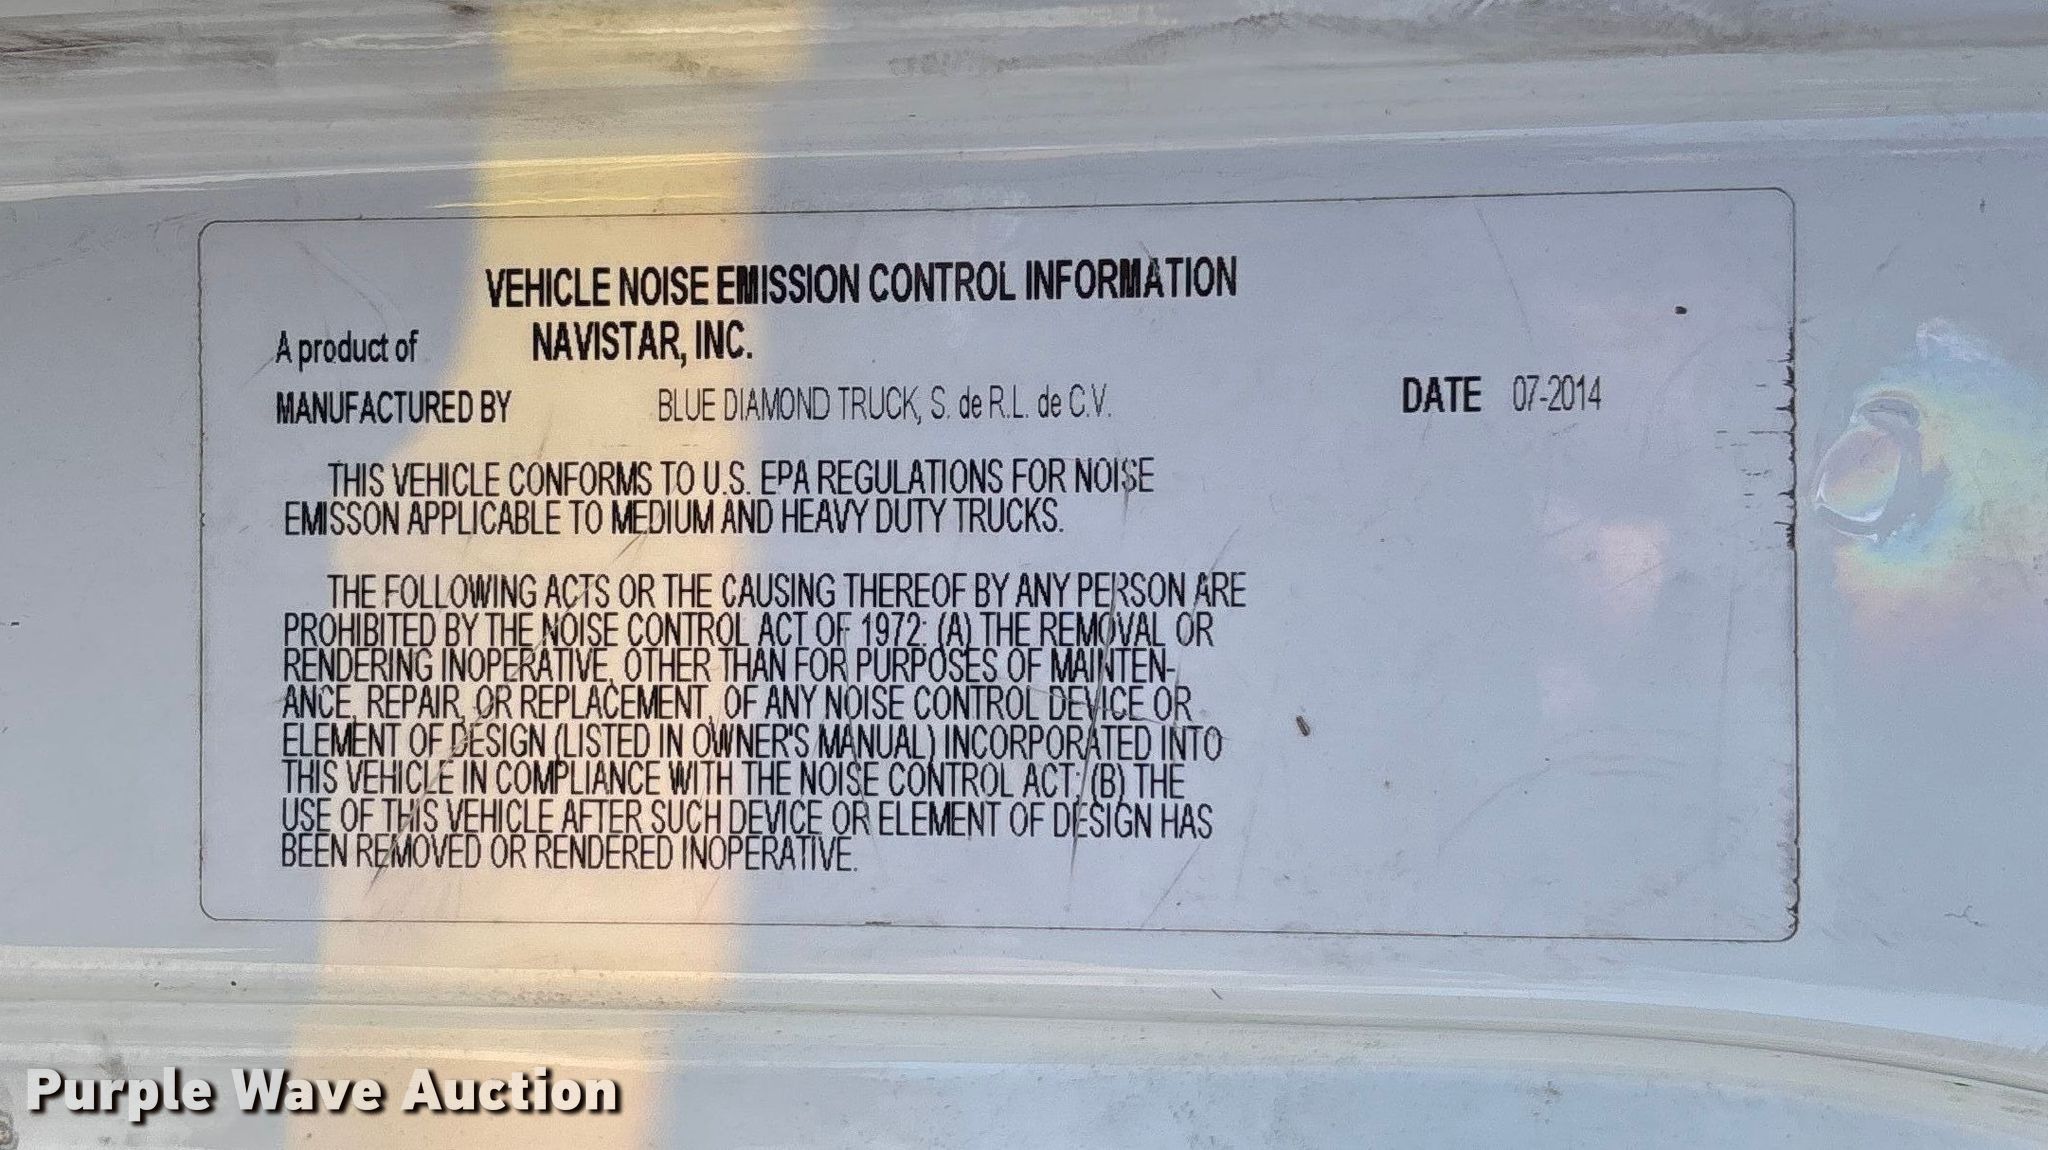 VEHICLE NOISE EMISSION CONTROL INFORMATION
A product of NAVISTAR, INC.
MANUFACTURED BY BLUE DIAMOND TRUCK, S. de R.L. de C.V. DATE 07-2014
THIS VEHICLE CONFORMS TO U.S. EPA REGULATIONS FOR NOISE
EMISSON APPLICABLE TO MEDIUM AND HEAVY DUTY TRUCKS.
THE FOLLOWING ACTS OR THE CAUSING THEREOF BY ANY PERSON ARE
PROHIBITED BY THE NOISE CONTROL ACT OF 1972: (A) THE REMOVAL OR
RENDERING INOPERATIVE, OTHER THAN FOR PURPOSES OF MAINTEN-
ANCE, REPAIR, OR REPLACEMENT, OF ANY NOISE CONTROL DEVICE OR
ELEMENT OF DESIGN (LISTED IN OWNER'S MANUAL) INCORPORATED INTO
THIS VEHICLE IN COMPLIANCE WITH THE NOISE CONTROL ACT; (B) THE
USE OF THIS VEHICLE AFTER SUCH DEVICE OR ELEMENT OF DESIGN HAS
BEEN REMOVED OR RENDERED INOPERATIVE.
Purple Wave Auction